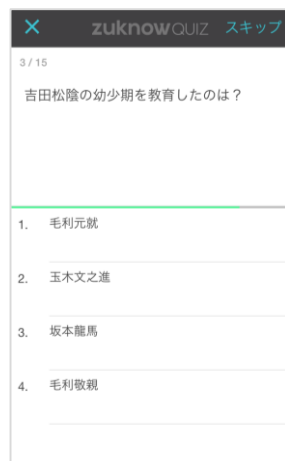 × zuknow QUIZ スキップ
3 / 15
吉田松陰の幼少期を教育したのは？
1. 毛利元就
2. 玉木文之進
3. 坂本龍馬
4. 毛利敬親